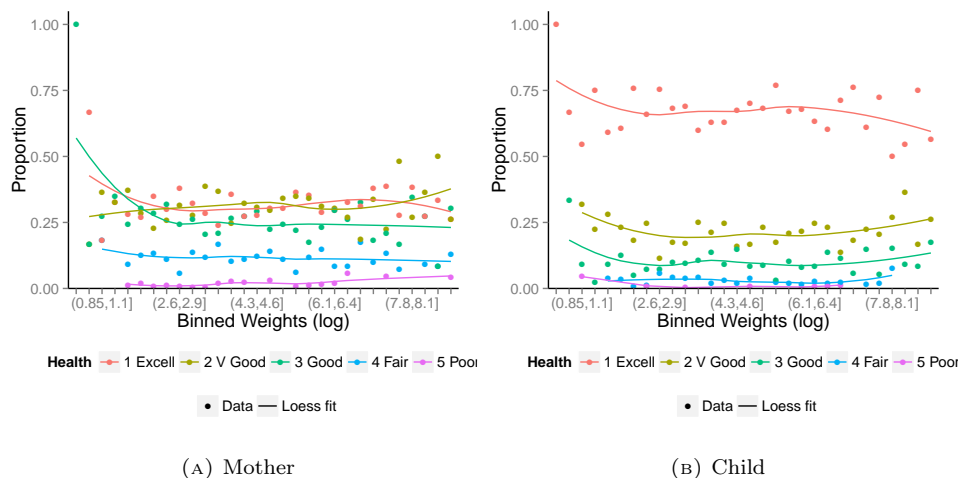 1.00
0.75
0.50
0.25
0.00
Proportion
(0.85,1.1]
(2.6,2.9]
(4.3,4.6]
(6.1,6.4]
(7.8,8.1]
Binned Weights (log)
Health 1 Excell 2 V Good 3 Good 4 Fair 5 Poor
Data Loess fit
(A) Mother
1.00
0.75
0.50
0.25
0.00
Proportion
(0.85,1.1]
(2.6,2.9]
(4.3,4.6]
(6.1,6.4]
(7.8,8.1]
Binned Weights (log)
Health 1 Excell 2 V Good 3 Good 4 Fair 5 Poor
Data Loess fit
(B) Child